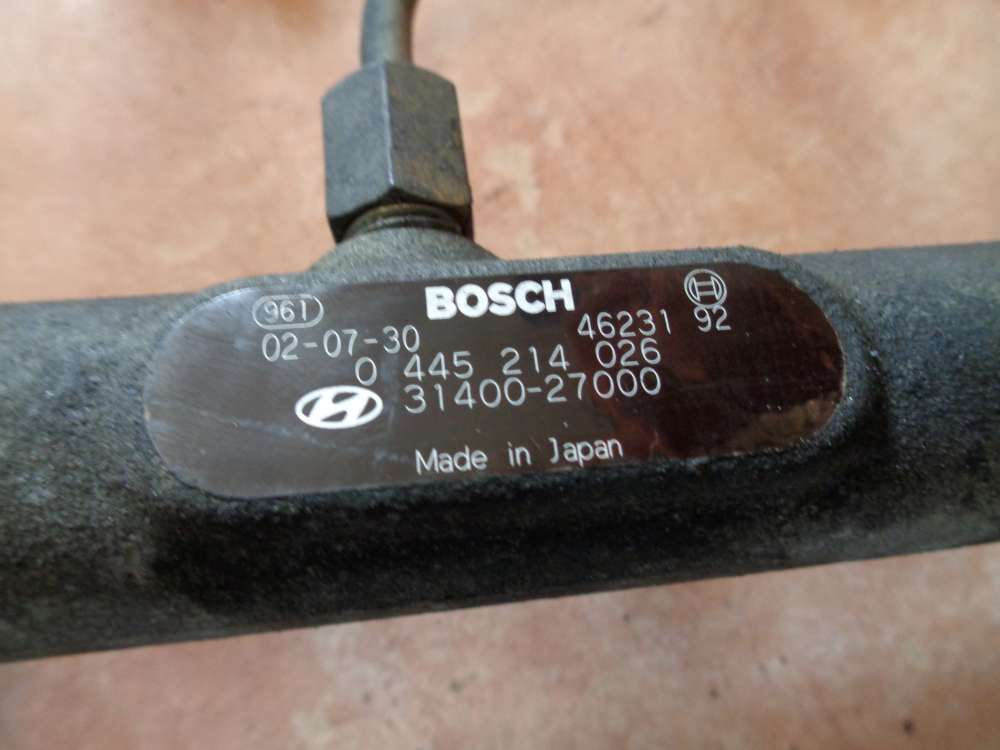 961 BOSCH
02-07-30 46231 92
0 445 214 026
31400-27000
Made in Japan